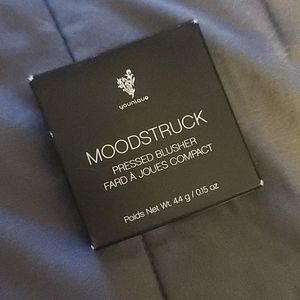 younique
MOODSTRUCK
PRESSED BLUSHER
FARD À JOUES COMPACT
Poids Net Wt. 4.4 g / 0.15 oz